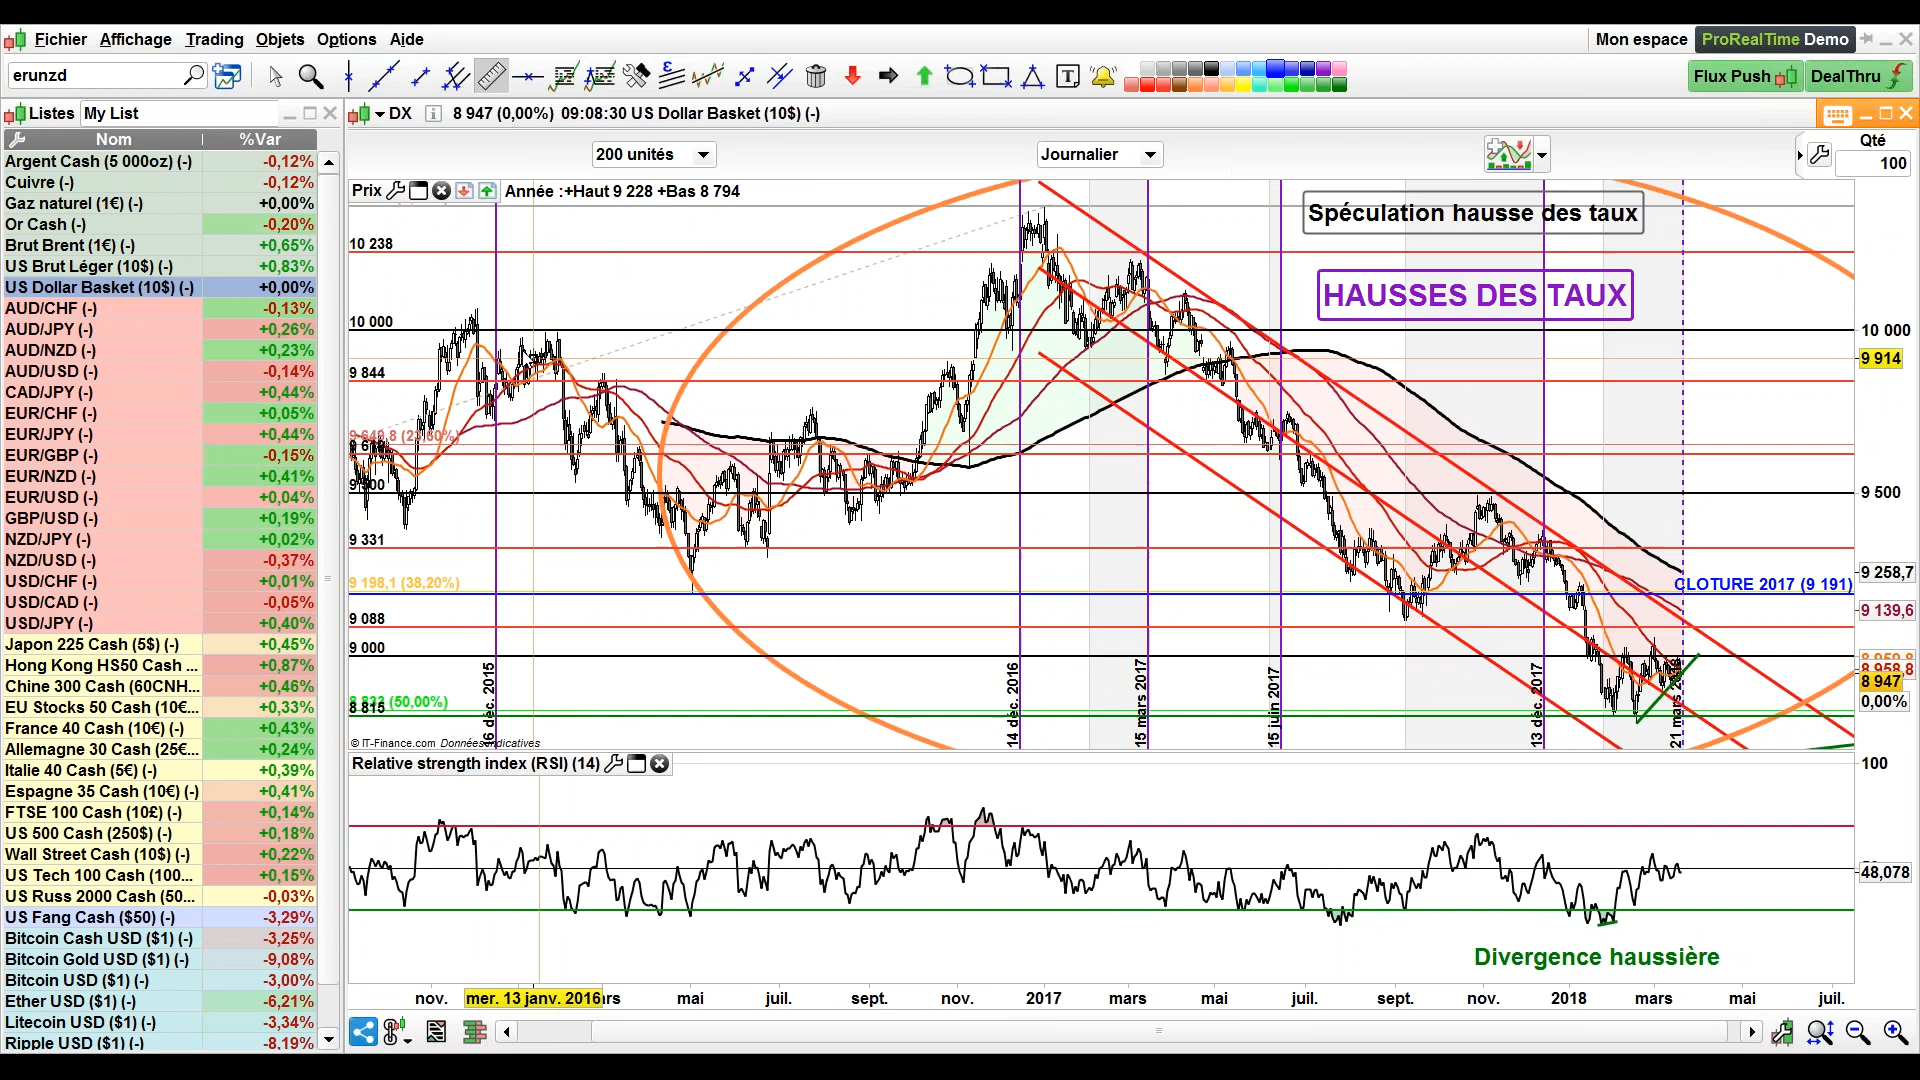 Fichier Affichage Trading Objets Options Aide
Mon espace ProRealTime Demo
erunzd
Flux Push DealThru
Listes My List
Nom %Var
Argent Cash (5 000oz) (-) -0,12%
Cuivre (-) -0,12%
Gaz naturel (1€) (-) +0,00%
Or Cash (-) -0,20%
Brut Brent (1€) (-) +0,65%
US Brut Léger (10$) (-) +0,83%
US Dollar Basket (10$) (-) +0,00%
AUD/CHF (-) -0,13%
AUD/JPY (-) +0,26%
AUD/NZD (-) +0,23%
AUD/USD (-) -0,14%
CAD/JPY (-) +0,44%
EUR/CHF (-) +0,05%
EUR/JPY (-) +0,44%
EUR/GBP (-) -0,15%
EUR/NZD (-) +0,41%
EUR/USD (-) +0,04%
GBP/USD (-) +0,19%
NZD/JPY (-) +0,02%
NZD/USD (-) -0,37%
USD/CHF (-) +0,01%
USD/CAD (-) -0,05%
USD/JPY (-) +0,40%
Japon 225 Cash (5$) (-) +0,45%
Hong Kong HS50 Cash ... +0,87%
Chine 300 Cash (60CNH... +0,46%
EU Stocks 50 Cash (10€... +0,33%
France 40 Cash (10€) (-) +0,43%
Allemagne 30 Cash (25€... +0,24%
Italie 40 Cash (5€) (-) +0,39%
Espagne 35 Cash (10€) (-) +0,41%
FTSE 100 Cash (10£) (-) +0,14%
US 500 Cash (250$) (-) +0,18%
Wall Street Cash (10$) (-) +0,22%
US Tech 100 Cash (100... +0,15%
US Russ 2000 Cash (50... -0,03%
US Fang Cash ($50) (-) -3,29%
Bitcoin Cash USD ($1) (-) -3,25%
Bitcoin Gold USD ($1) (-) -9,08%
Bitcoin USD ($1) (-) -3,00%
Ether USD ($1) (-) -6,21%
Litecoin USD ($1) (-) -3,34%
Ripple USD ($1) (-) -8,19%
DX 8 947 (0,00%) 09:08:30 US Dollar Basket (10$) (-)
200 unités Journalier
Qté
100
Prix Année :+Haut 9 228 +Bas 8 794
Spéculation hausse des taux
HAUSSES DES TAUX
10 238
10 000
9 844
9 331
9 198,1 (38,20%)
9 088
9 000
(50,00%)
8 815
CLOTURE 2017 (9 191)
10 000
9 914
9 500
9 258,7
9 139,6
8 958,8
8 947
0,00%
16 déc. 2015
14 déc. 2016
15 mars 2017
15 juin 2017
13 déc. 2017
21 mars
© IT-Finance.com Données indicatives
Relative strength index (RSI) (14)
100
48,078
Divergence haussière
nov. mer. 13 janv. 2016 mai juil. sept. nov. 2017 mars mai juil. sept. nov. 2018 mars mai juil.